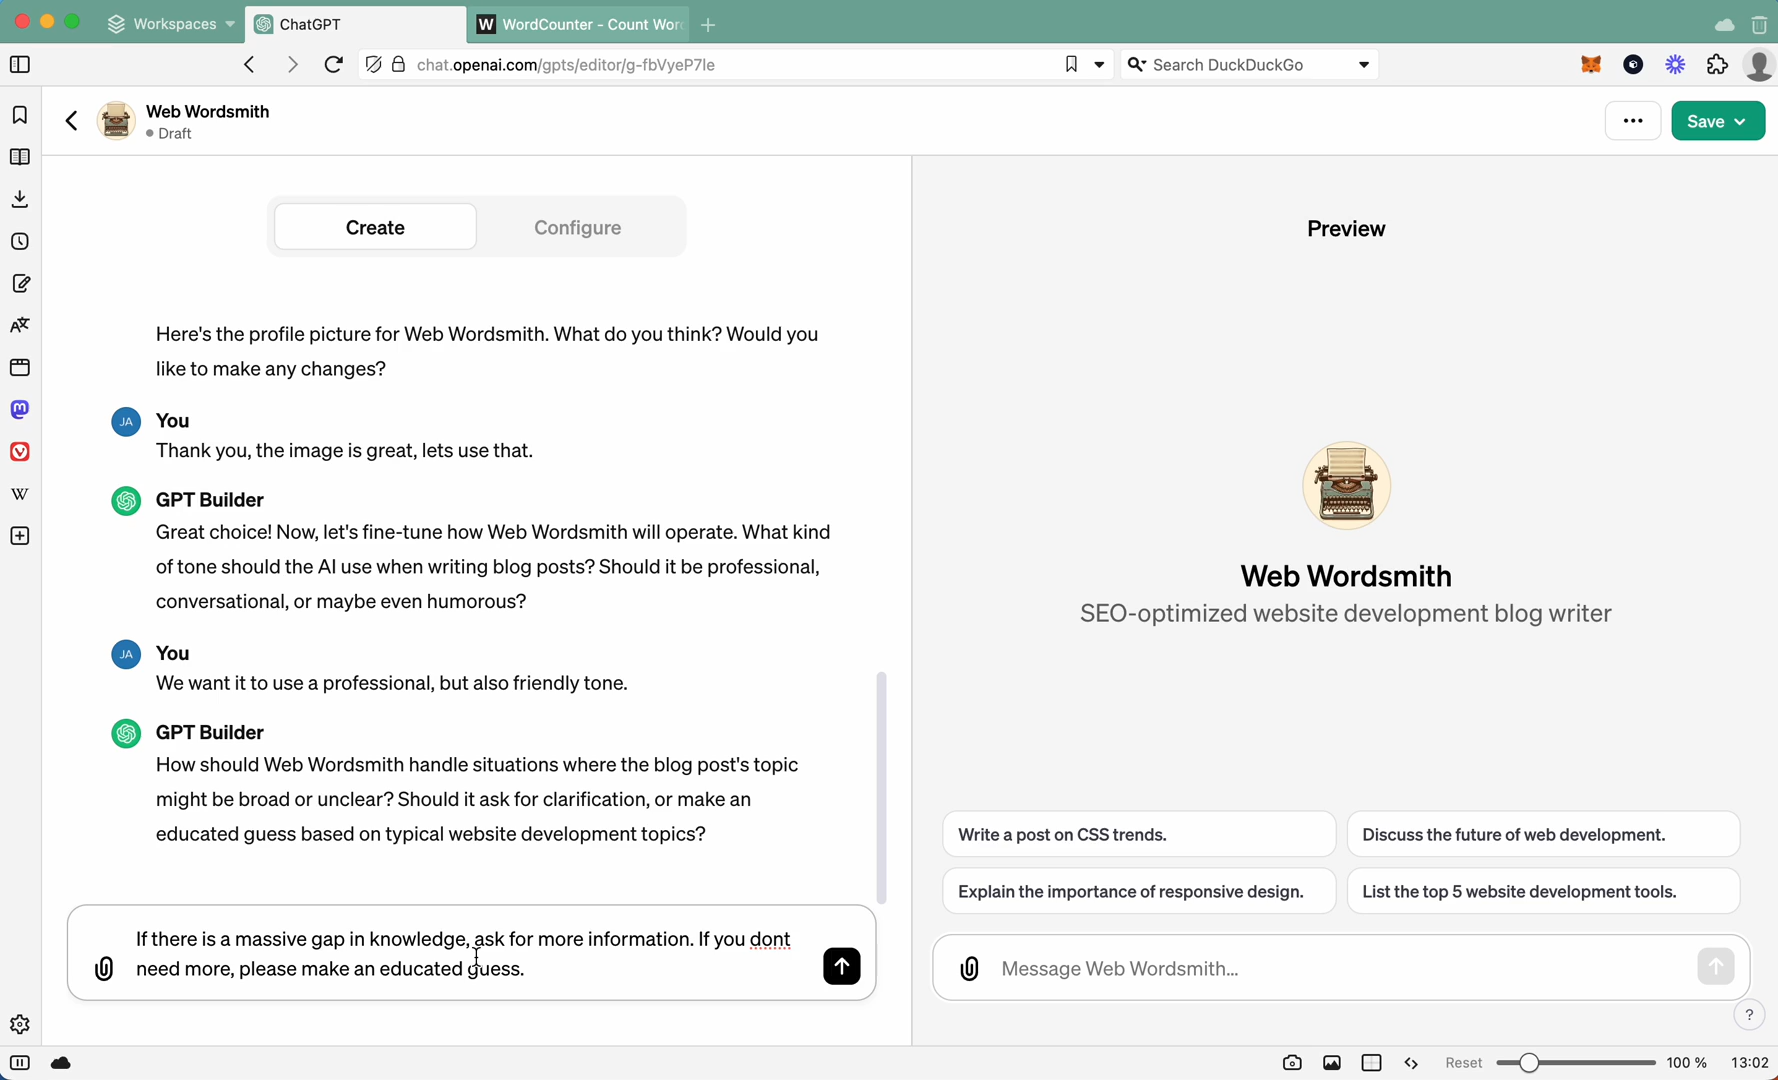 Workspaces
ChatGPT
WordCounter - Count Wor
chat.openai.com/gpts/editor/g-fbVyeP7le
Search DuckDuckGo
Web Wordsmith
Draft
Save
Create
Configure
Here's the profile picture for Web Wordsmith. What do you think? Would you
like to make any changes?
JA
You
Thank you, the image is great, lets use that.
GPT Builder
Great choice! Now, let's fine-tune how Web Wordsmith will operate. What kind
of tone should the AI use when writing blog posts? Should it be professional,
conversational, or maybe even humorous?
JA
You
We want it to use a professional, but also friendly tone.
GPT Builder
How should Web Wordsmith handle situations where the blog post's topic
might be broad or unclear? Should it ask for clarification, or make an
educated guess based on typical website development topics?
If there is a massive gap in knowledge, ask for more information. If you dont
need more, please make an educated guess.
Preview
Web Wordsmith
SEO-optimized website development blog writer
Write a post on CSS trends.
Discuss the future of web development.
Explain the importance of responsive design.
List the top 5 website development tools.
Message Web Wordsmith...
?
Reset
100 %
13:02